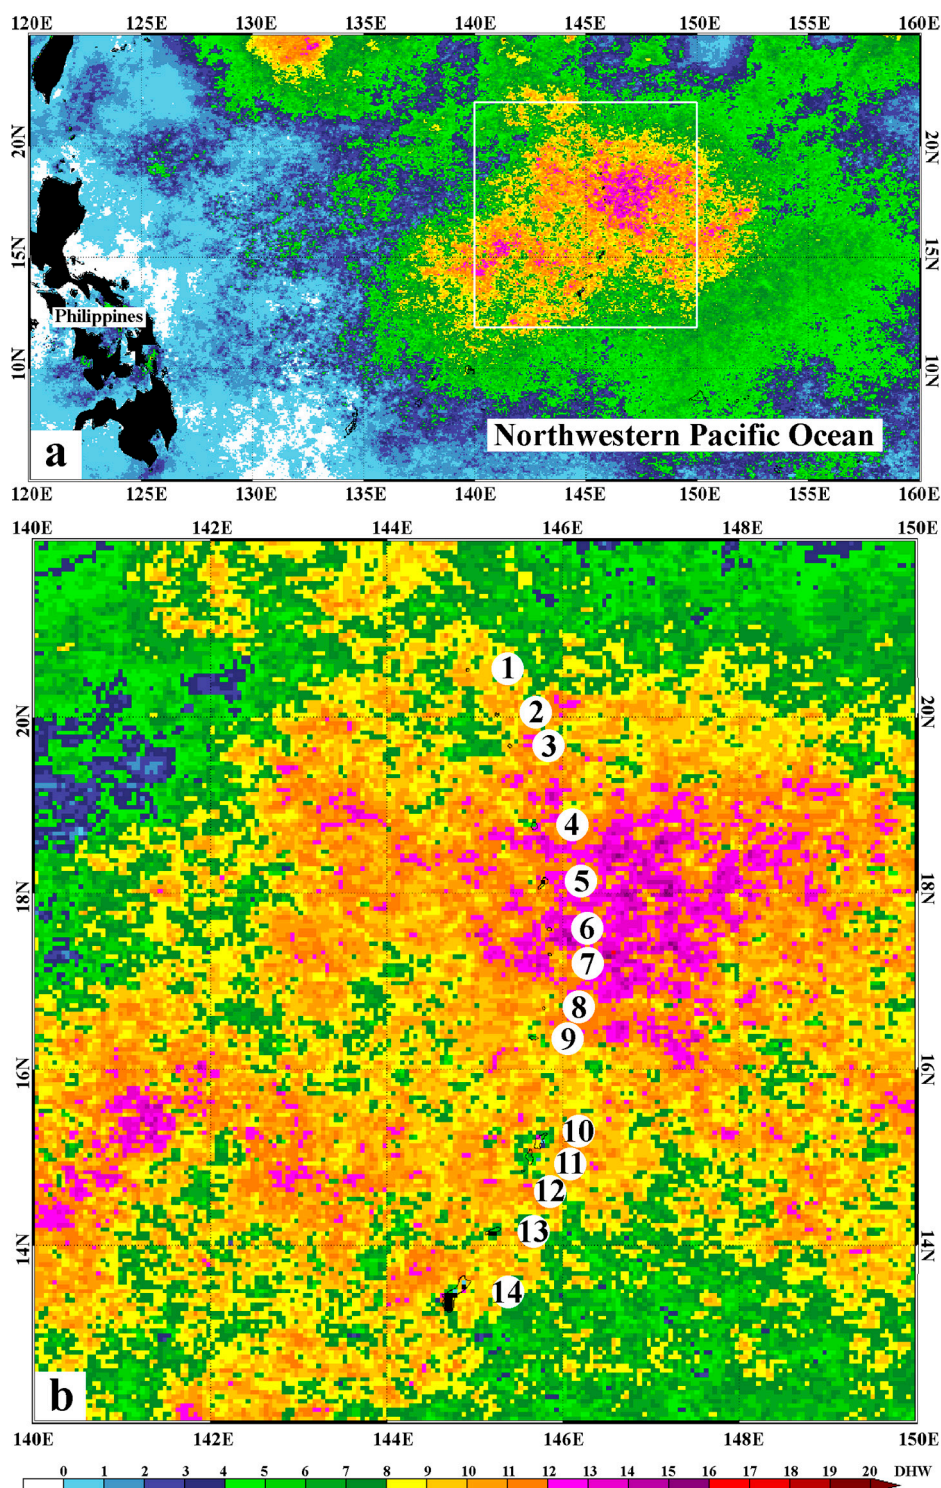 120E 125E 130E 135E 140E 145E 150E 155E 160E
20N 20N
15N 15N
Philippines
10N 10N
a
Northwestern Pacific Ocean
120E 125E 130E 135E 140E 145E 150E 155E 160E
140E 142E 144E 146E 148E 150E
1
2
20N 20N
3
4
5
18N 18N
6
7
8
9
16N 16N
10
11
12
13
14N 14N
14
b
140E 142E 144E 146E 148E 150E
0 1 2 3 4 5 6 7 8 9 10 11 12 13 14 15 16 17 18 19 20 DHW